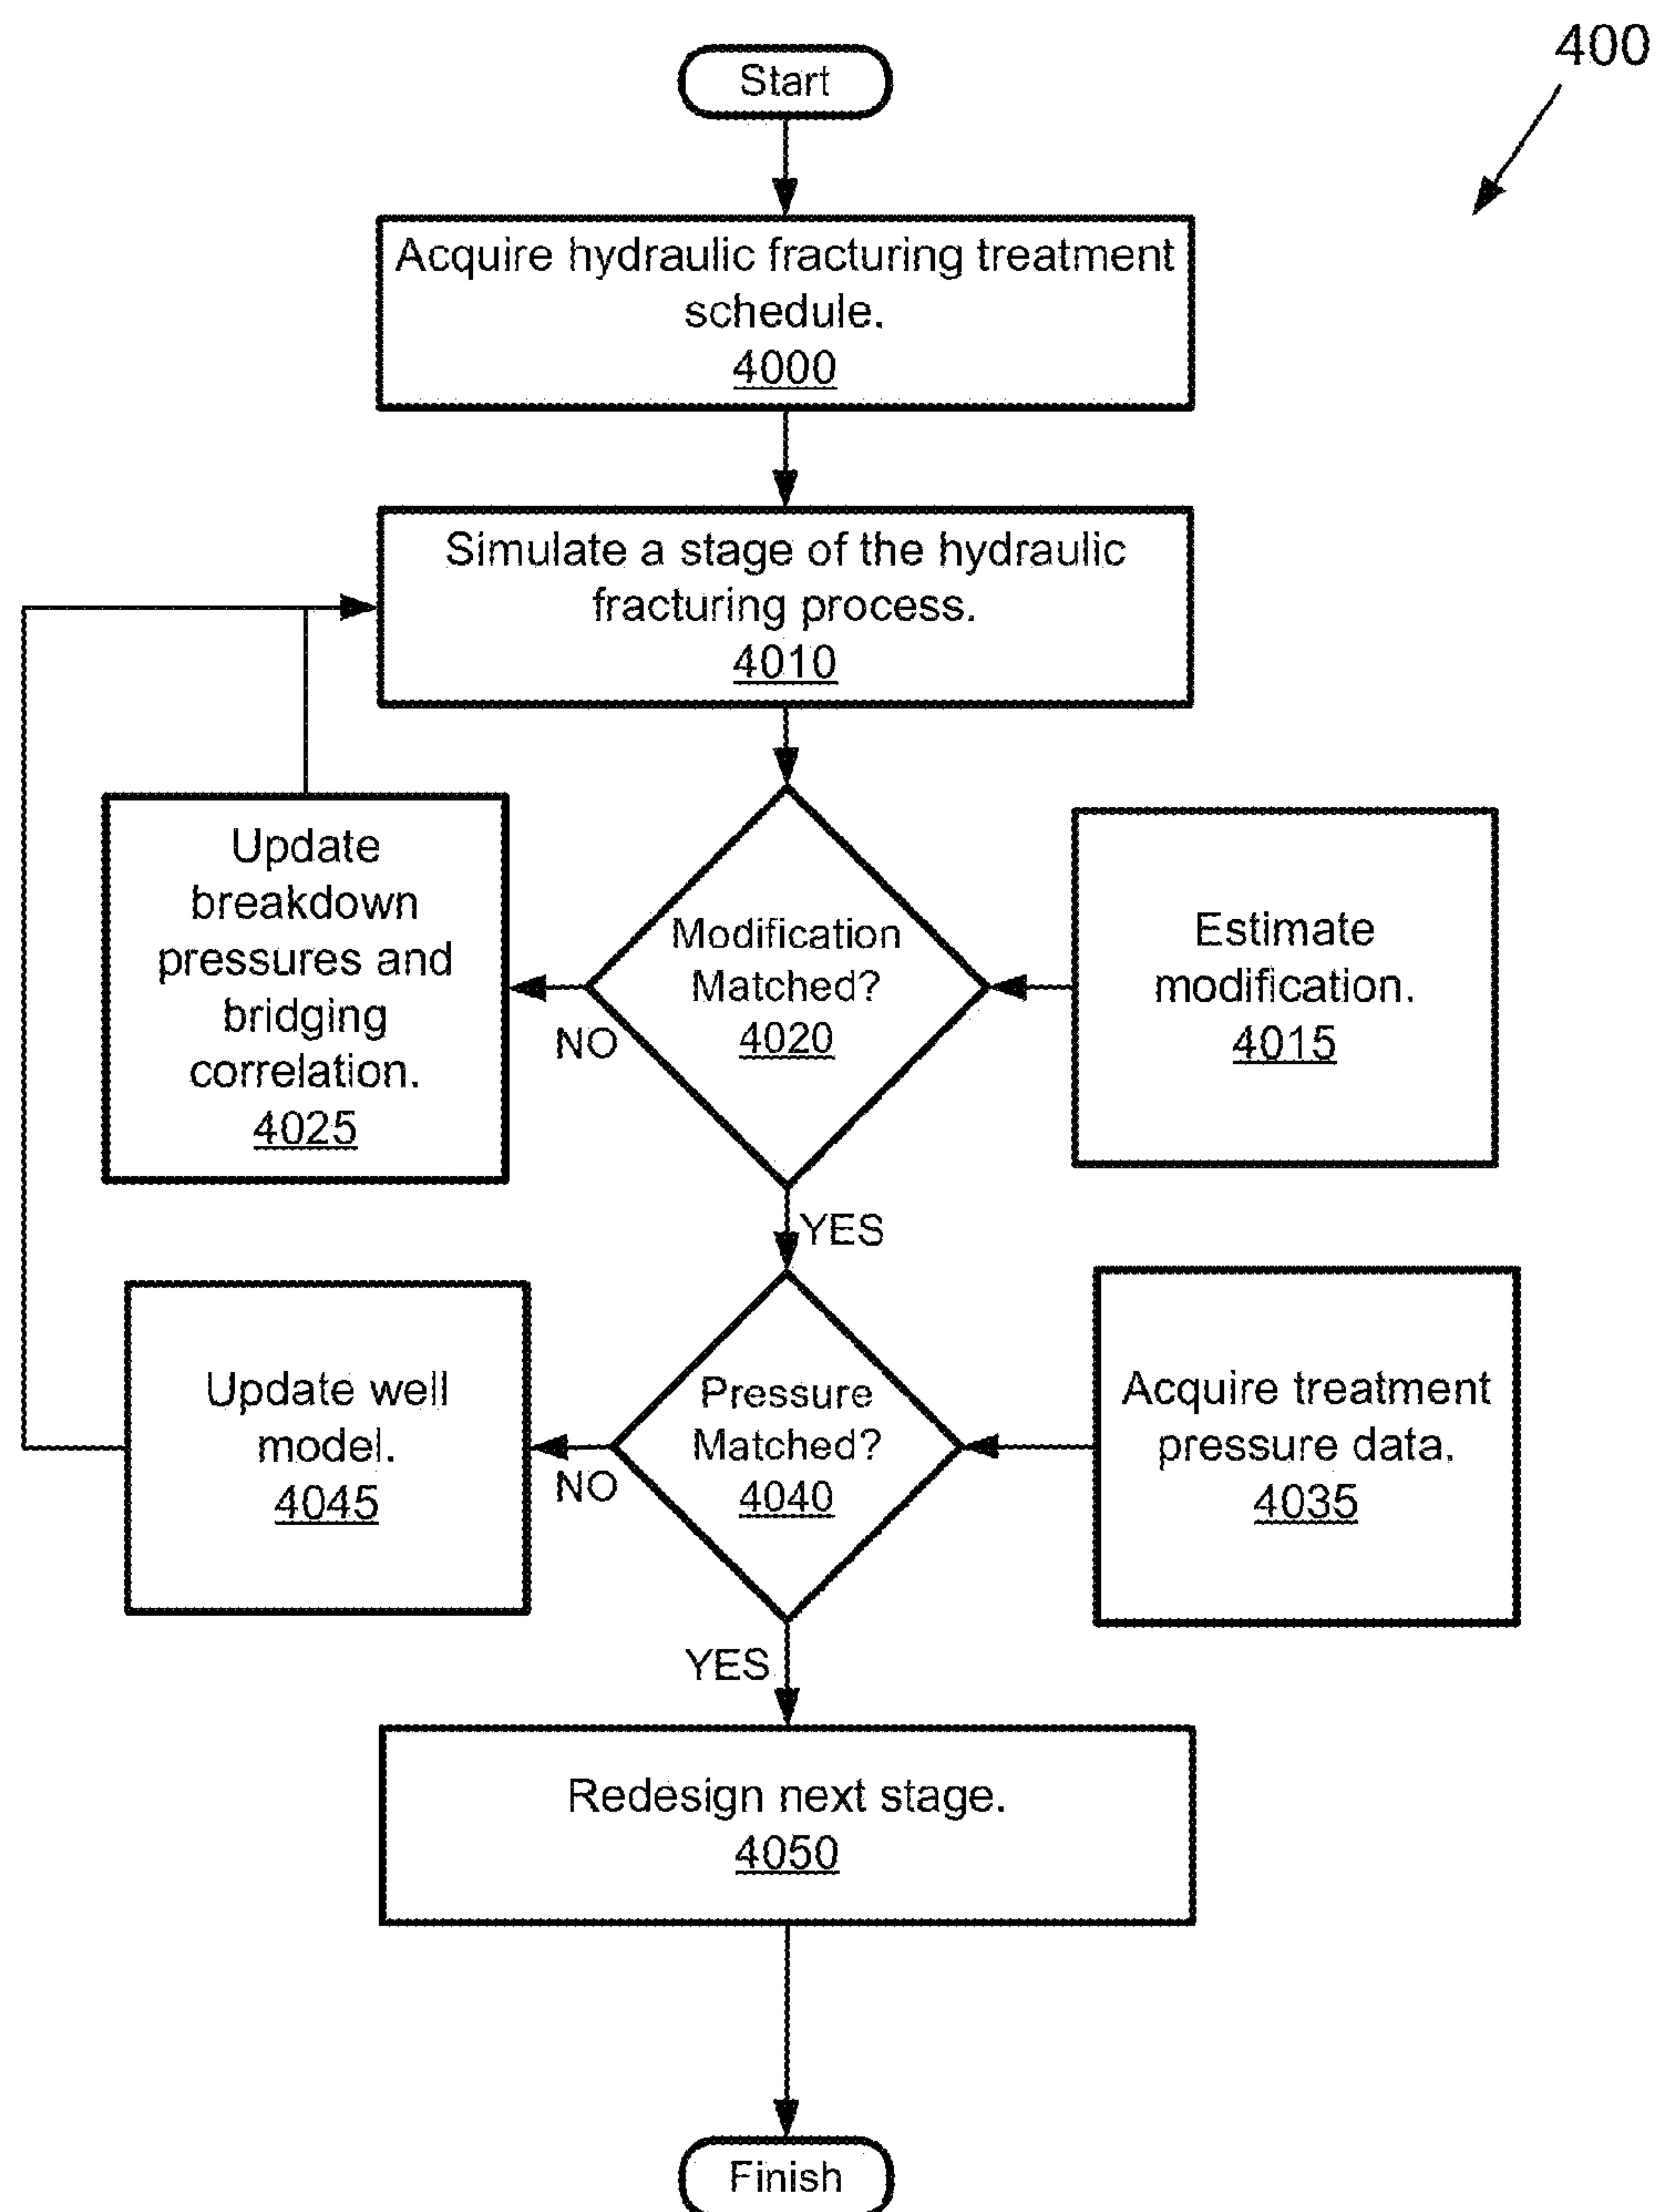 400
Start
Acquire hydraulic fracturing treatment
schedule.
4000
Simulate a stage of the hydraulic
fracturing process.
4010
Update
breakdown
pressures and
bridging
correlation.
4025
NO
Modification
Matched?
4020
Estimate
modification.
4015
YES
Update well
model.
4045
NO
Pressure
Matched?
4040
Acquire treatment
pressure data.
4035
YES
Redesign next stage.
4050
Finish